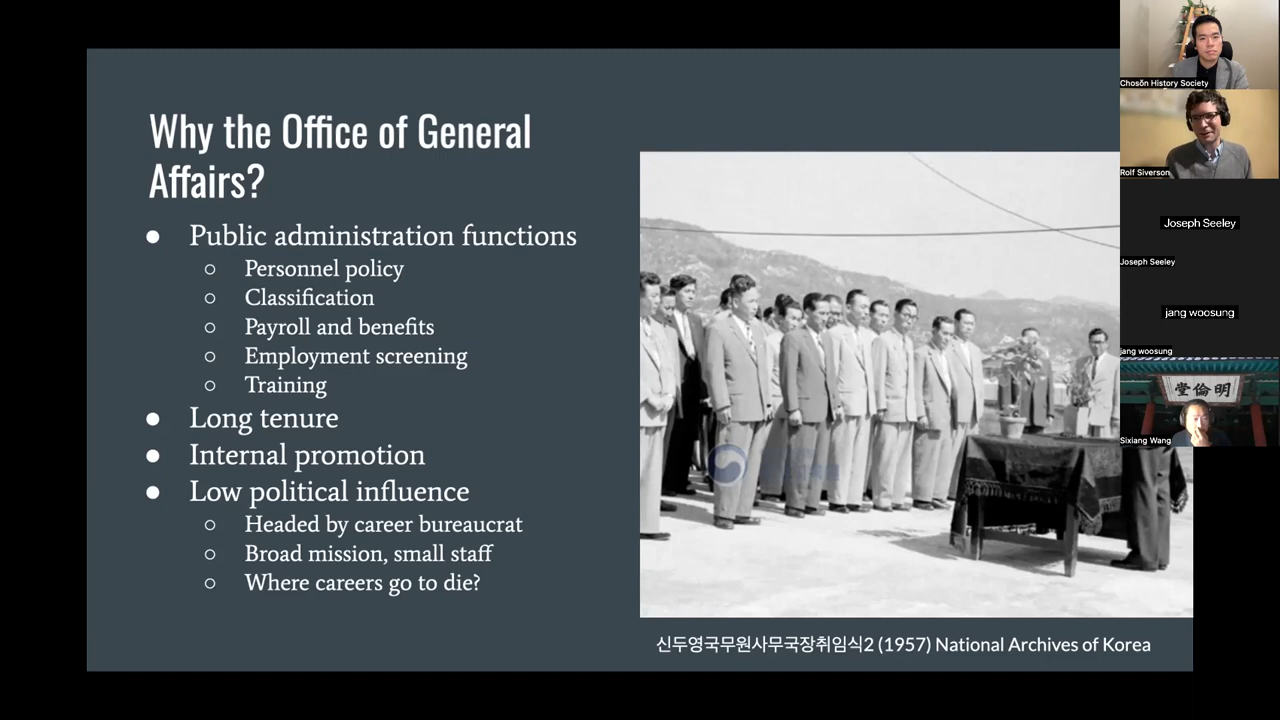 Why the Office of General
Affairs?
● Public administration functions
○ Personnel policy
○ Classification
○ Payroll and benefits
○ Employment screening
○ Training
● Long tenure
● Internal promotion
● Low political influence
○ Headed by career bureaucrat
○ Broad mission, small staff
○ Where careers go to die?
신두영국무원사무국장취임식2 (1957) National Archives of Korea
Chosŏn History Society
Rolf Siverson
Joseph Seeley
Joseph Seeley
jang woosung
jang woosung
堂倫明
Sixiang Wang